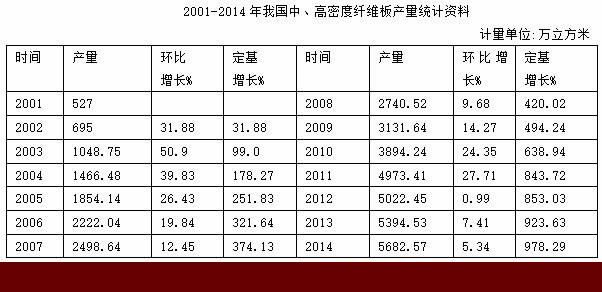 2001-2014年我国中、高密度纤维板产量统计资料
计量单位:万立方米
时间 产量 环比增长% 定基增长% 时间 产量 环比增长% 定基增长%
2001 527 2008 2740.52 9.68 420.02
2002 695 31.88 31.88 2009 3131.64 14.27 494.24
2003 1048.75 50.9 99.0 2010 3894.24 24.35 638.94
2004 1466.48 39.83 178.27 2011 4973.41 27.71 843.72
2005 1854.14 26.43 251.83 2012 5022.45 0.99 853.03
2006 2222.04 19.84 321.64 2013 5394.53 7.41 923.63
2007 2498.64 12.45 374.13 2014 5682.57 5.34 978.29